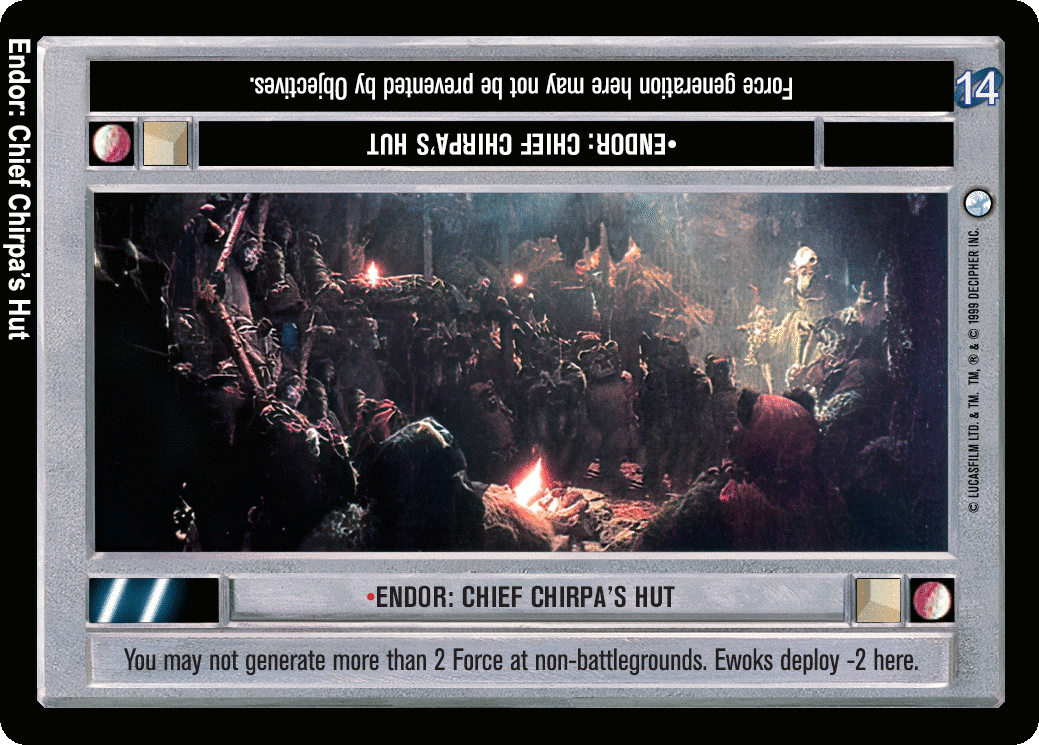 Endor: Chief Chirpa's Hut
Force generation here may not be prevented by Objectives.
14
•ENDOR: CHIEF CHIRPA'S HUT
© LUCASFILM LTD. & TM. TM, ® & © 1999 DECIPHER INC.
•ENDOR: CHIEF CHIRPA'S HUT
You may not generate more than 2 Force at non-battlegrounds. Ewoks deploy -2 here.